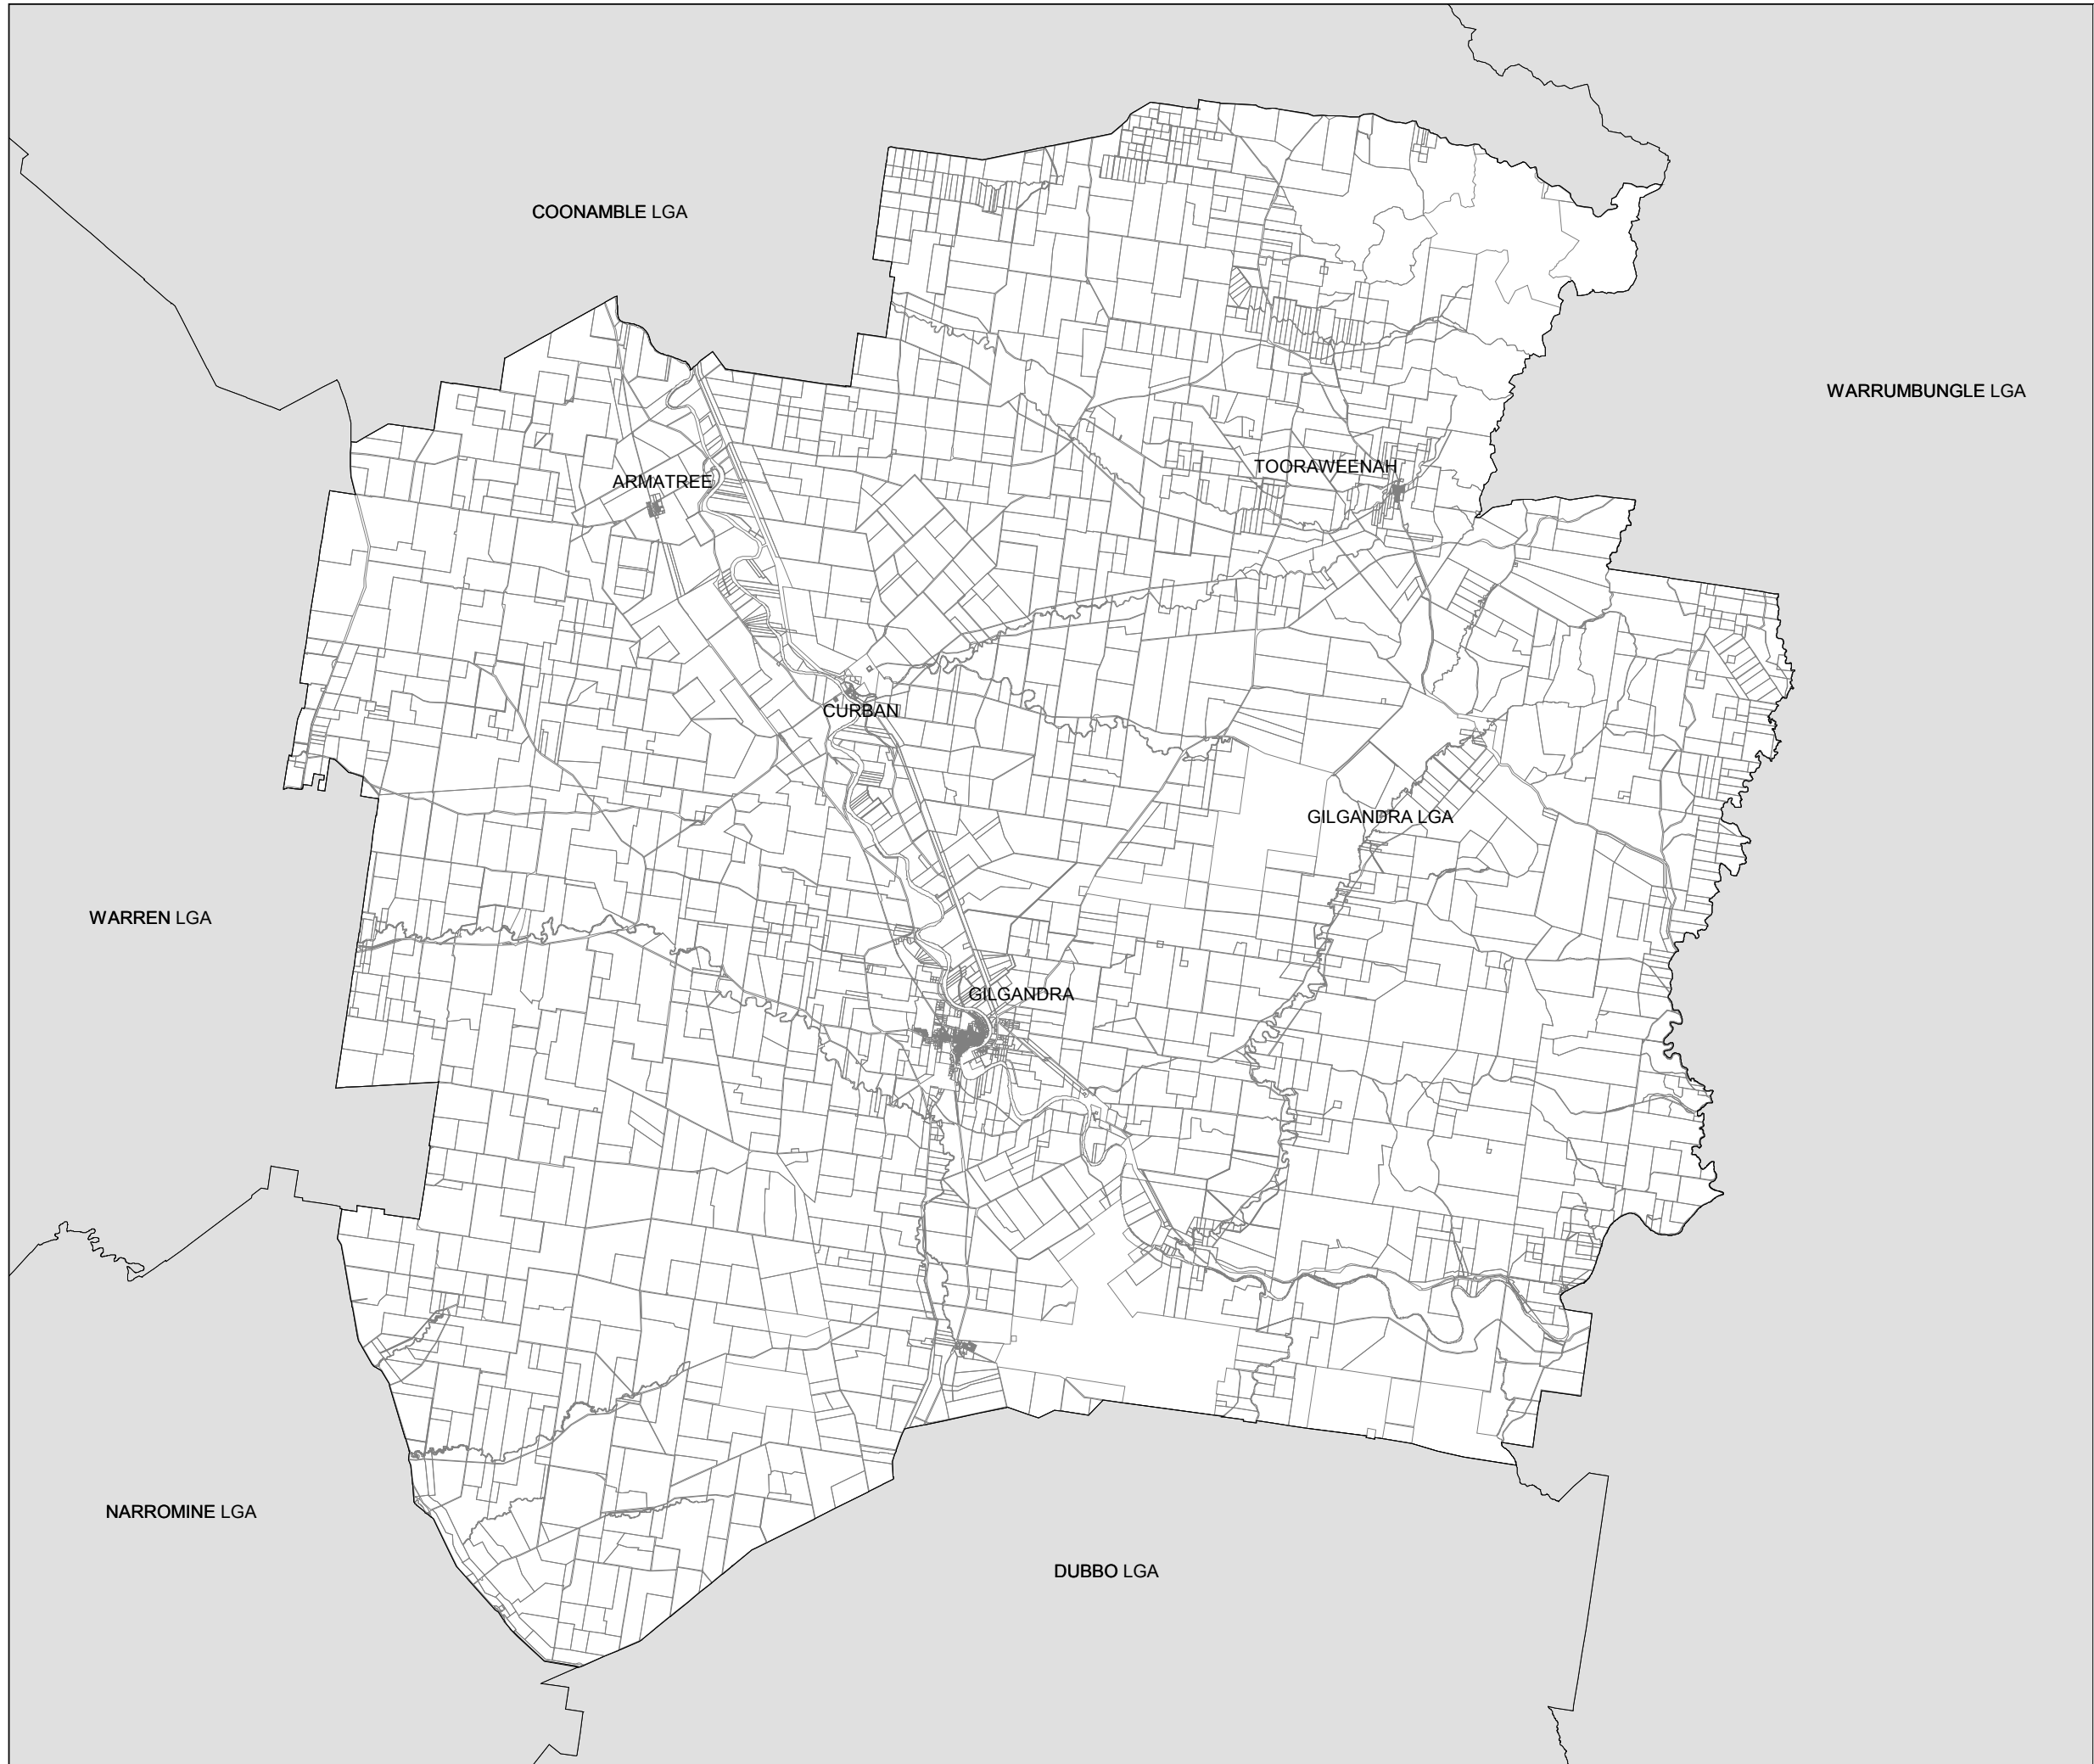 COONAMBLE LGA
WARRUMBUNGLE LGA
TOORAWEENAH
ARMATREE
CURBAN
GILGANDRA LGA
WARREN LGA
GILGANDRA
NARROMINE LGA
DUBBO LGA